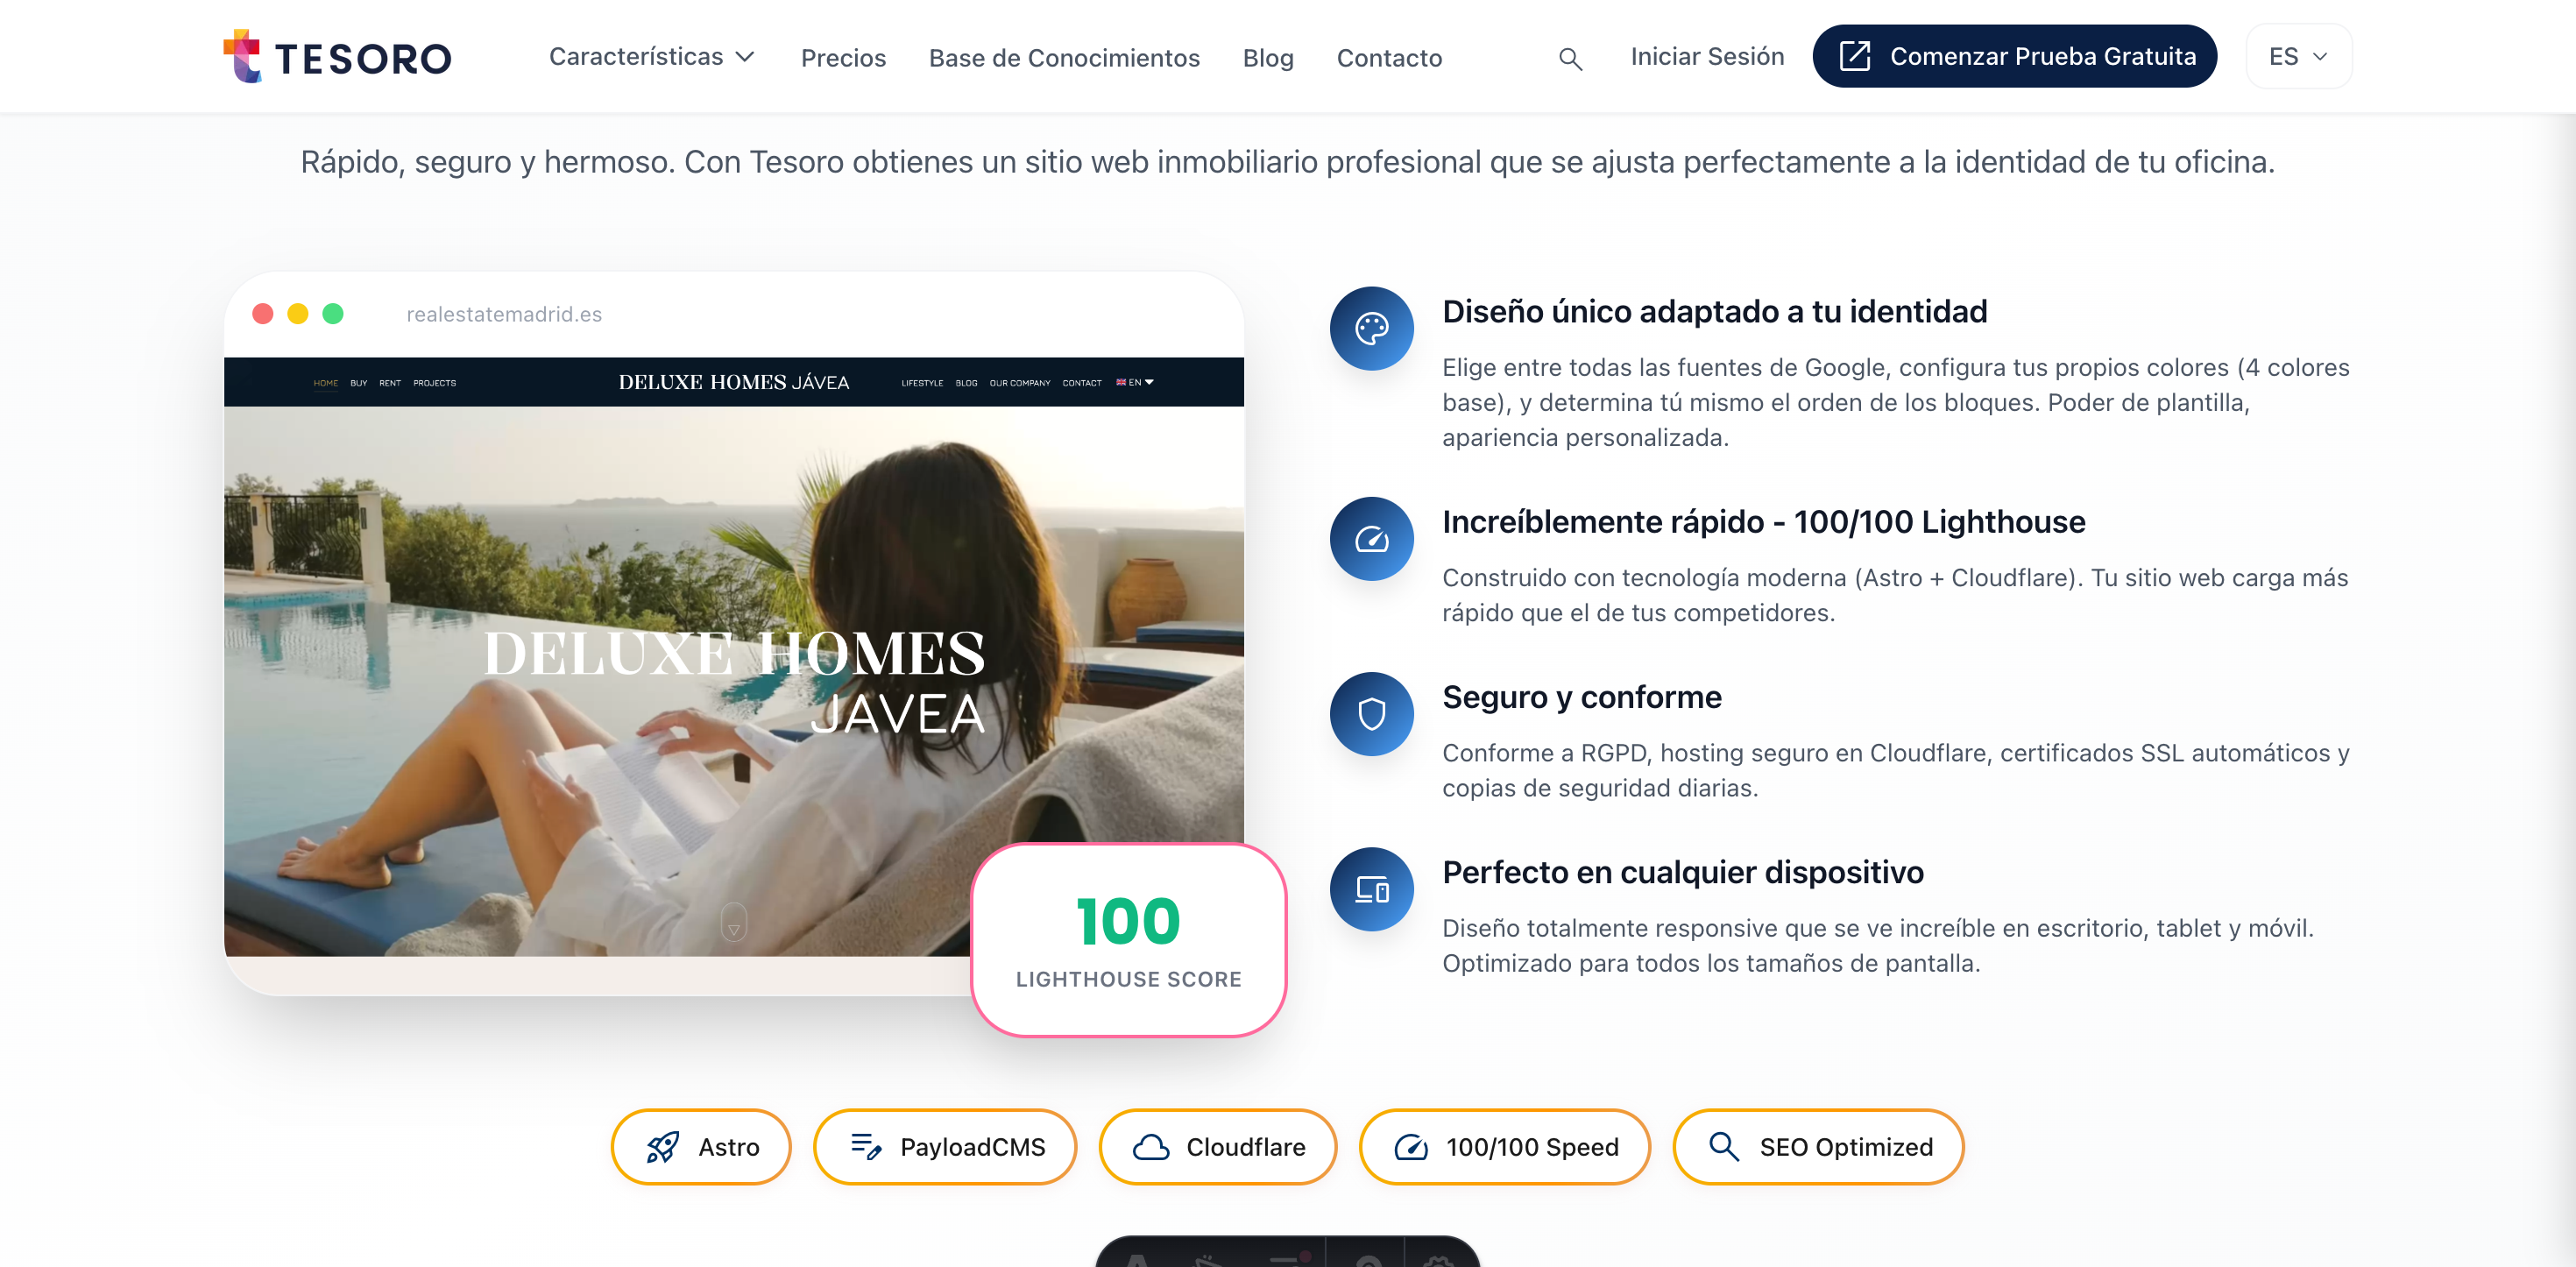 TESORO
Características
Precios
Base de Conocimientos
Blog
Contacto
Iniciar Sesión
Comenzar Prueba Gratuita
ES
Rápido, seguro y hermoso. Con Tesoro obtienes un sitio web inmobiliario profesional que se ajusta perfectamente a la identidad de tu oficina.
realestatemadrid.es
HOME BUY RENT PROJECTS
DELUXE HOMES JÁVEA
LIFESTYLE BLOG OUR COMPANY CONTACT EN
DELUXE HOMES
JAVEA
100
LIGHTHOUSE SCORE
Diseño único adaptado a tu identidad
Elige entre todas las fuentes de Google, configura tus propios colores (4 colores
base), y determina tú mismo el orden de los bloques. Poder de plantilla,
apariencia personalizada.
Increíblemente rápido - 100/100 Lighthouse
Construido con tecnología moderna (Astro + Cloudflare). Tu sitio web carga más
rápido que el de tus competidores.
Seguro y conforme
Conforme a RGPD, hosting seguro en Cloudflare, certificados SSL automáticos y
copias de seguridad diarias.
Perfecto en cualquier dispositivo
Diseño totalmente responsive que se ve increíble en escritorio, tablet y móvil.
Optimizado para todos los tamaños de pantalla.
Astro
PayloadCMS
Cloudflare
100/100 Speed
SEO Optimized